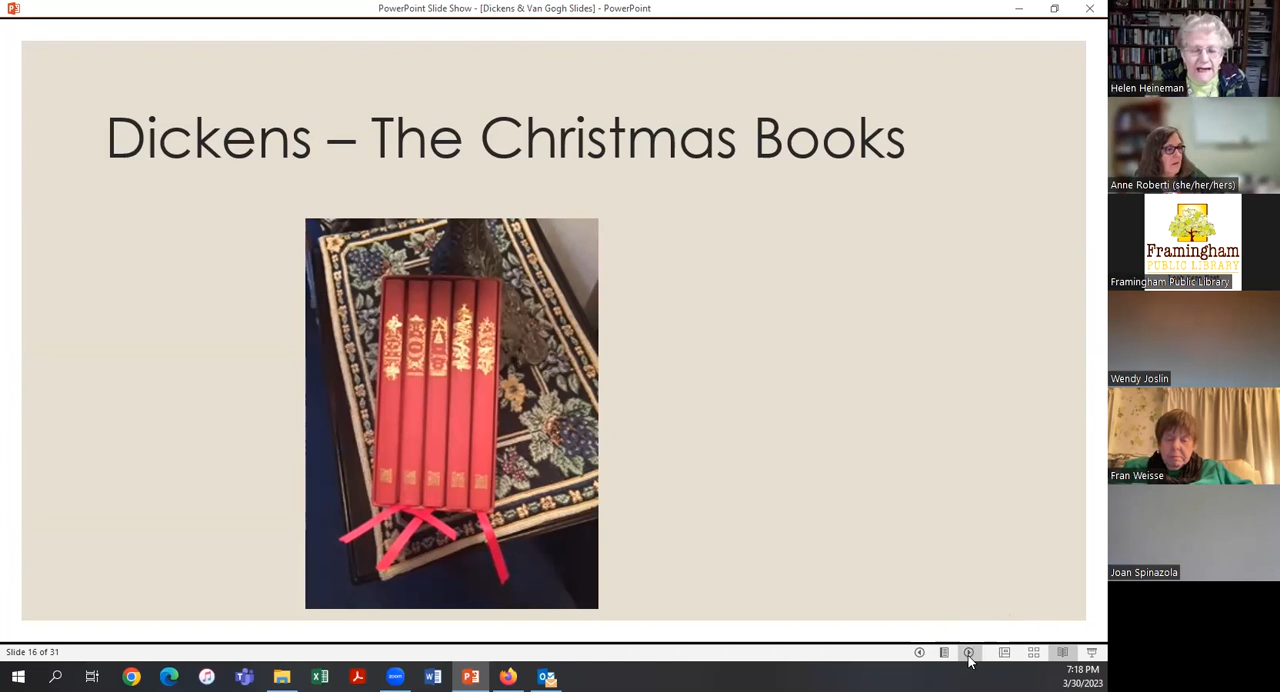 PowerPoint Slide Show - [Dickens & Van Gogh Slides] - PowerPoint
Dickens – The Christmas Books
Helen Heineman
Anne Roberti (she/her/hers)
Framingham
PUBLIC LIBRARY
Framingham Public Library
Wendy Joslin
Fran Weisse
Joan Spinazola
Slide 16 of 31
zoom
7:18 PM
3/30/2023